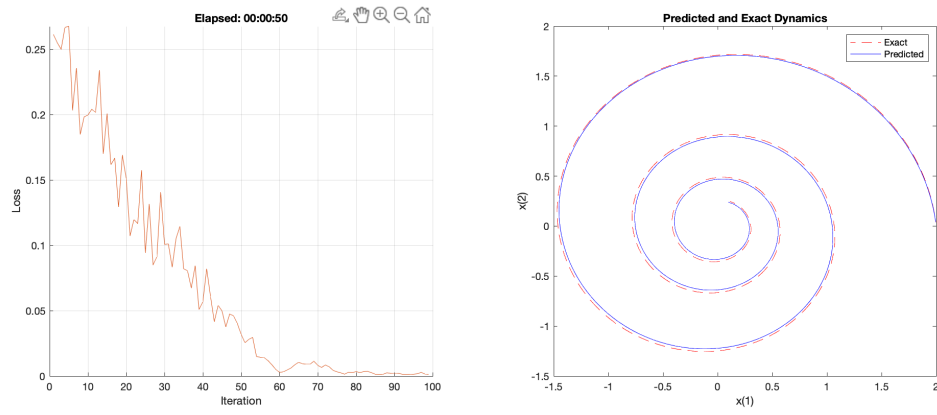 Elapsed: 00:00:50
0.25
0.2
0.15
0.1
0.05
0
Loss
0 10 20 30 40 50 60 70 80 90 100
Iteration
Predicted and Exact Dynamics
Exact
Predicted
2
1.5
1
0.5
0
-0.5
-1
-1.5
x(2)
-1.5 -1 -0.5 0 0.5 1 1.5 2
x(1)